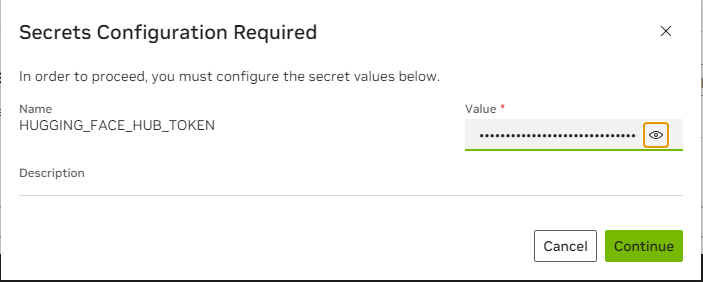 Secrets Configuration Required
In order to proceed, you must configure the secret values below.
Name
HUGGING_FACE_HUB_TOKEN
Value *
••••••••••••••••••••••••••••••
Description
Cancel
Continue